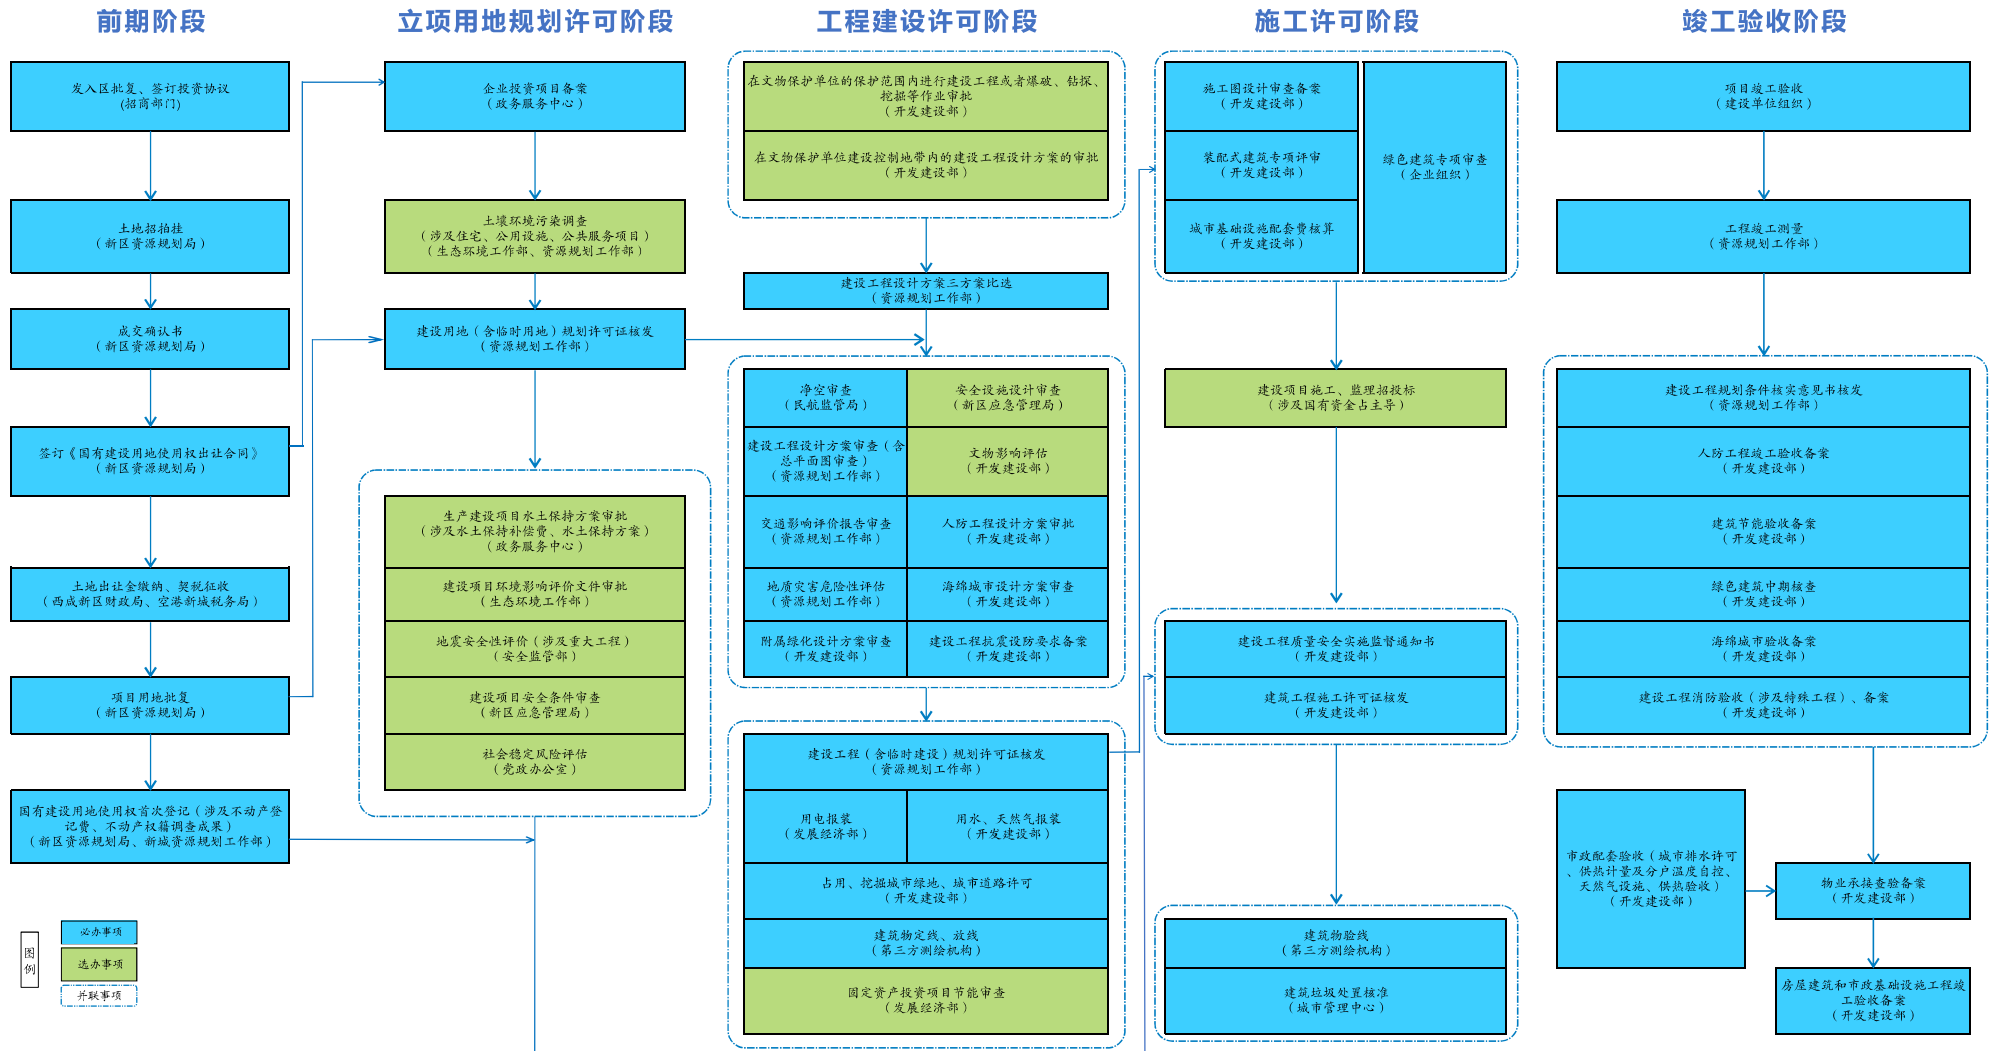 前期阶段
发入区批复、签订投资协议
(招商部门)
土地招拍挂
（新区资源规划局）
成交确认书
（新区资源规划局）
签订《国有建设用地使用权出让合同》
（新区资源规划局）
土地出让金缴纳、契税征收
（西咸新区财政局、空港新城税务局）
项目用地批复
（新区资源规划局）
国有建设用地使用权首次登记（涉及不动产登
记费、不动产权籍调查成果）
（新区资源规划局、新城资源规划工作部）
图
例
必办事项
选办事项
并联事项
立项用地规划许可阶段
企业投资项目备案
（政务服务中心）
土壤环境污染调查
（涉及住宅、公用设施、公共服务项目）
（生态环境工作部、资源规划工作部）
建设用地（含临时用地）规划许可证核发
（资源规划工作部）
生产建设项目水土保持方案审批
（涉及水土保持补偿费、水土保持方案）
（政务服务中心）
建设项目环境影响评价文件审批
（生态环境工作部）
地震安全性评价（涉及重大工程）
（安全监管部）
建设项目安全条件审查
（新区应急管理局）
社会稳定风险评估
（党政办公室）
工程建设许可阶段
在文物保护单位的保护范围内进行建设工程或者爆破、钻探、
挖掘等作业审批
（开发建设部）
在文物保护单位建设控制地带内的建设工程设计方案的审批
（开发建设部）
建设工程设计方案三方案比选
（资源规划工作部）
净空审查
（民航监管局）
安全设施设计审查
（新区应急管理局）
建设工程设计方案审查（含
总平面图审查）
（资源规划工作部）
文物影响评估
（开发建设部）
交通影响评价报告审查
（资源规划工作部）
人防工程设计方案审批
（开发建设部）
地质灾害危险性评估
（资源规划工作部）
海绵城市设计方案审查
（开发建设部）
附属绿化设计方案审查
（开发建设部）
建设工程抗震设防要求备案
（开发建设部）
建设工程（含临时建设）规划许可证核发
（资源规划工作部）
用电报装
（发展经济部）
用水、天然气报装
（开发建设部）
占用、挖掘城市绿地、城市道路许可
（开发建设部）
建筑物定线、放线
（第三方测绘机构）
固定资产投资项目节能审查
（发展经济部）
施工许可阶段
施工图设计审查备案
（开发建设部）
装配式建筑专项评审
（开发建设部）
城市基础设施配套费核算
（开发建设部）
绿色建筑专项审查
（企业组织）
建设项目施工、监理招投标
（涉及国有资金占主导）
建设工程质量安全实施监督通知书
（开发建设部）
建筑工程施工许可证核发
（开发建设部）
建筑物验线
（第三方测绘机构）
建筑垃圾处置核准
（城市管理中心）
竣工验收阶段
项目竣工验收
（建设单位组织）
工程竣工测量
（资源规划工作部）
建设工程规划条件核实意见书核发
（资源规划工作部）
人防工程竣工验收备案
（开发建设部）
建筑节能验收备案
（开发建设部）
绿色建筑中期核查
（开发建设部）
海绵城市验收备案
（开发建设部）
建设工程消防验收（涉及特殊工程）、备案
（开发建设部）
市政配套验收（城市排水许可
、供热计量及分户温度自控、
天然气设施、供热验收）
（开发建设部）
物业承接查验备案
（开发建设部）
房屋建筑和市政基础设施工程竣
工验收备案
（开发建设部）